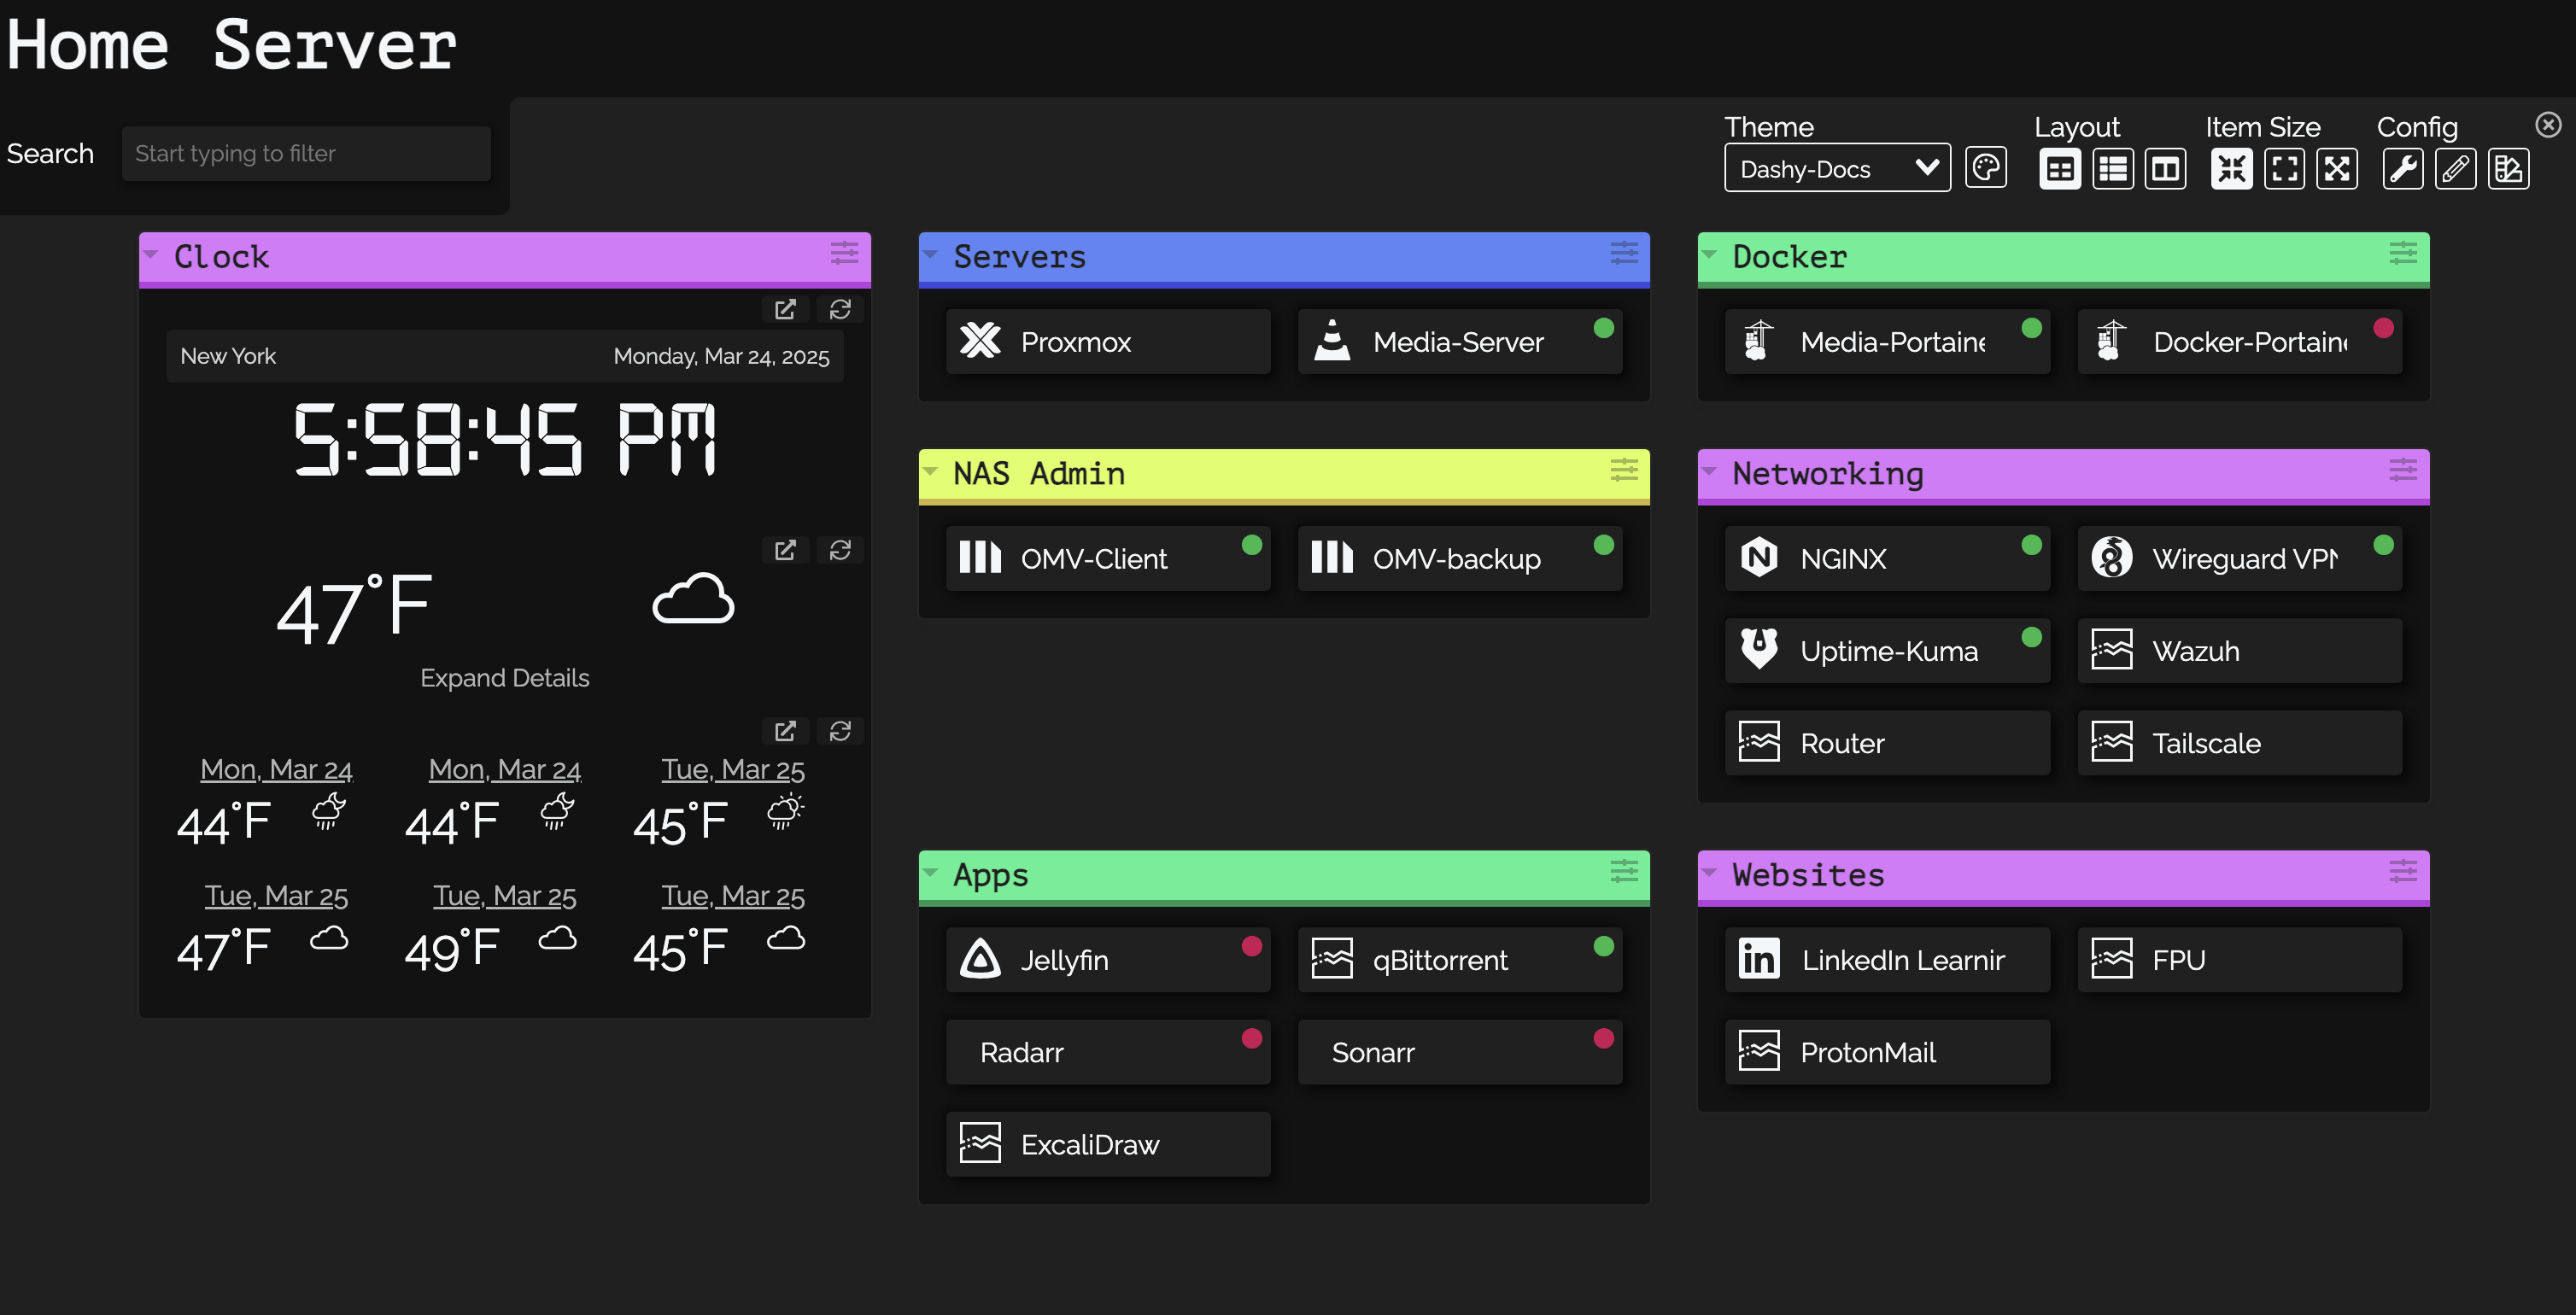 Home Server
Search
Start typing to filter
Theme
Dashy-Docs
Layout
Item Size
Config
Clock
New York
Monday, Mar 24, 2025
5:58:45 PM
47°F
Expand Details
Mon, Mar 24
Mon, Mar 24
Tue, Mar 25
44°F
44°F
45°F
Tue, Mar 25
Tue, Mar 25
Tue, Mar 25
47°F
49°F
45°F
Servers
Proxmox
Media-Server
NAS Admin
OMV-Client
OMV-backup
Apps
Jellyfin
qBittorrent
Radarr
Sonarr
ExcaliDraw
Docker
Media-Portaine
Docker-Portain
Networking
NGINX
Wireguard VPN
Uptime-Kuma
Wazuh
Router
Tailscale
Websites
in
LinkedIn Learnin
FPU
ProtonMail